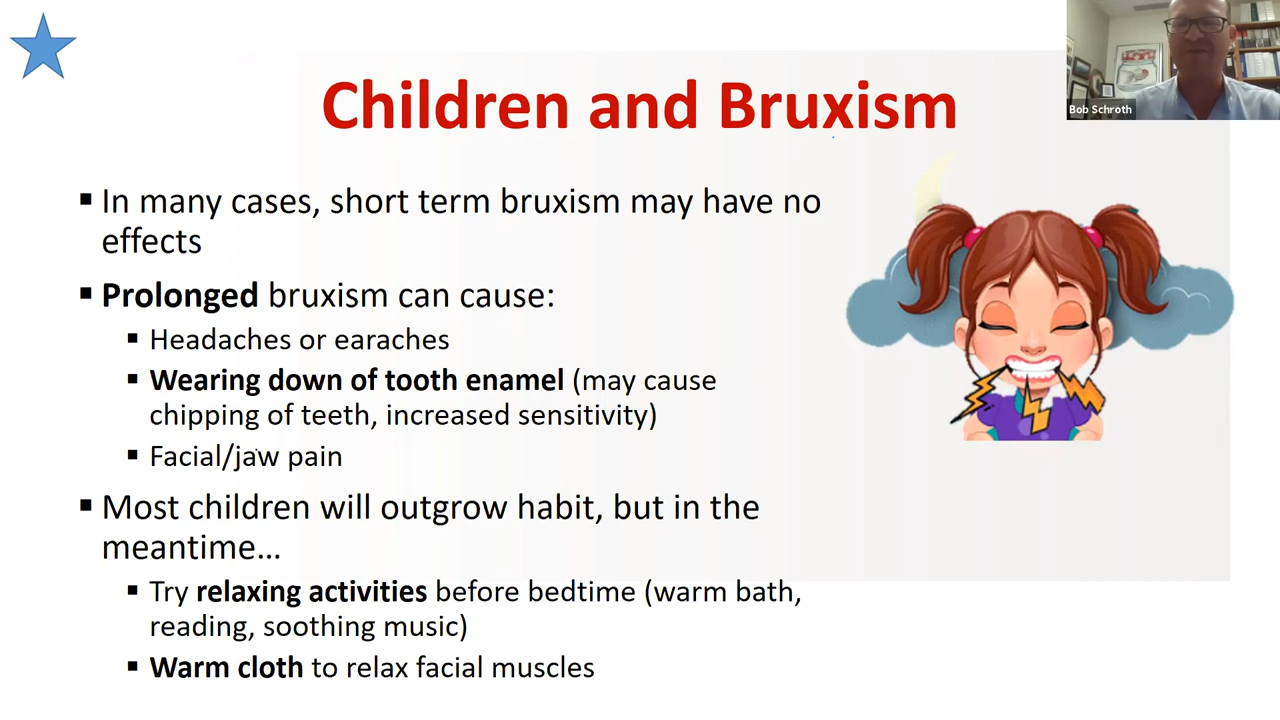 Children and Bruxism
Bob Schroth
▪ In many cases, short term bruxism may have no
effects
▪ Prolonged bruxism can cause:
▪ Headaches or earaches
▪ Wearing down of tooth enamel (may cause
chipping of teeth, increased sensitivity)
▪ Facial/jaw pain
▪ Most children will outgrow habit, but in the
meantime…
▪ Try relaxing activities before bedtime (warm bath,
reading, soothing music)
▪ Warm cloth to relax facial muscles